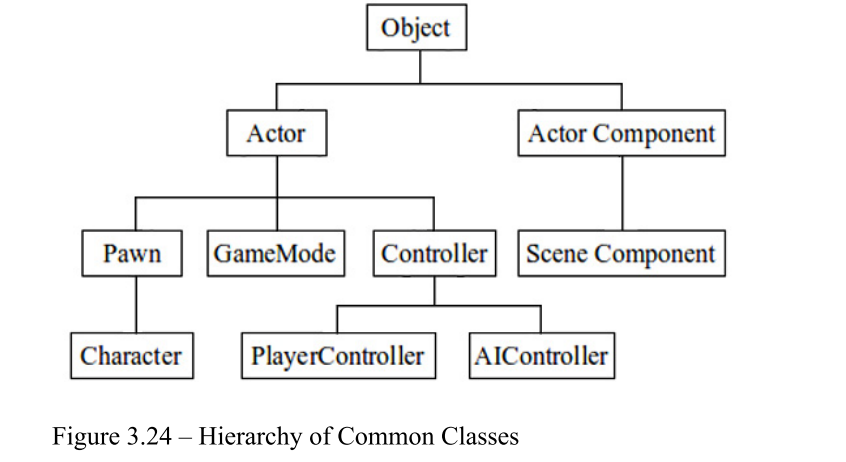 Object
Actor
Actor Component
Pawn
GameMode
Controller
Scene Component
Character
PlayerController
AIController
Figure 3.24 – Hierarchy of Common Classes